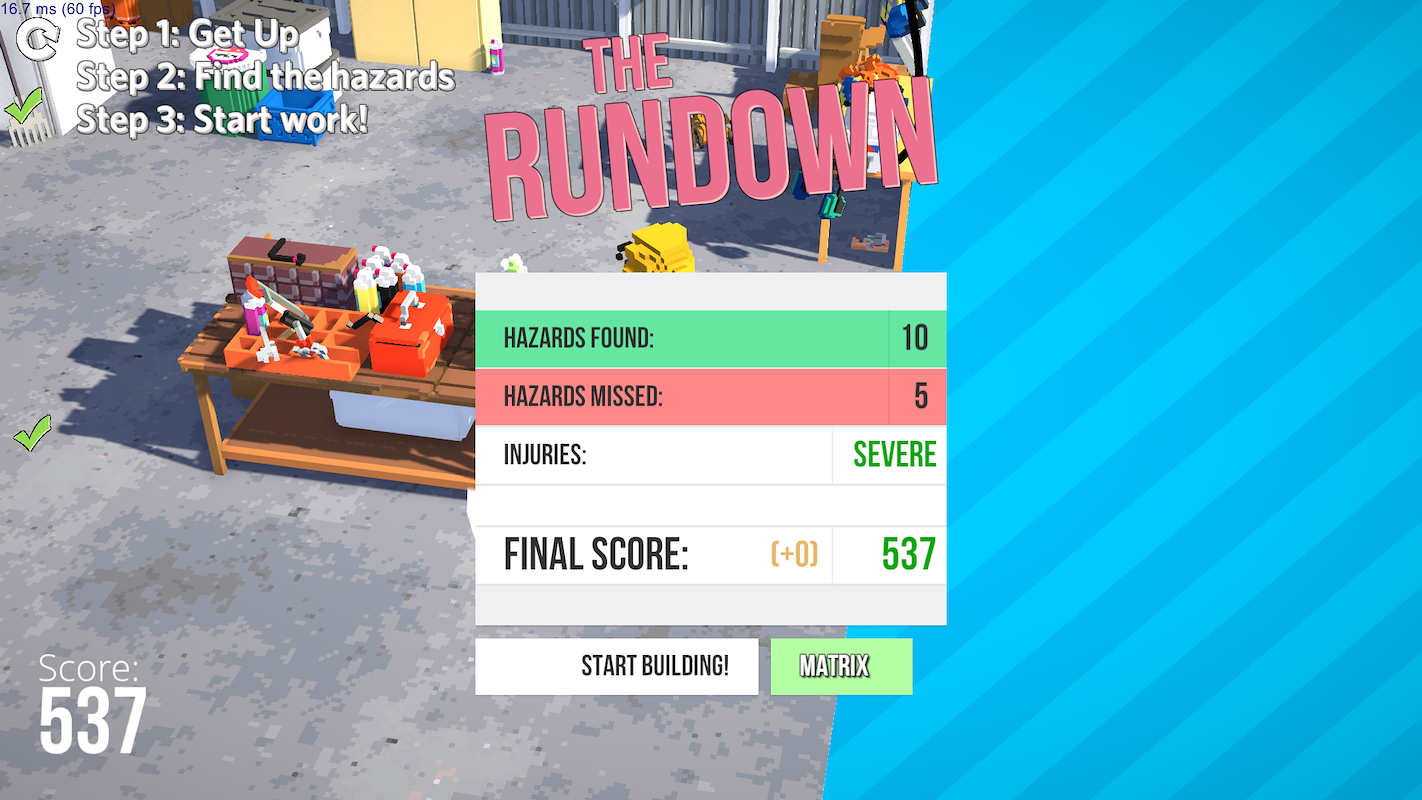 16.7 ms (60 fps)
Step 1: Get Up
Step 2: Find the hazards
Step 3: Start work!
THE
RUNDOWN
HAZARDS FOUND: 10
HAZARDS MISSED: 5
INJURIES: SEVERE
FINAL SCORE: (+0) 537
START BUILDING! MATRIX
Score:
537